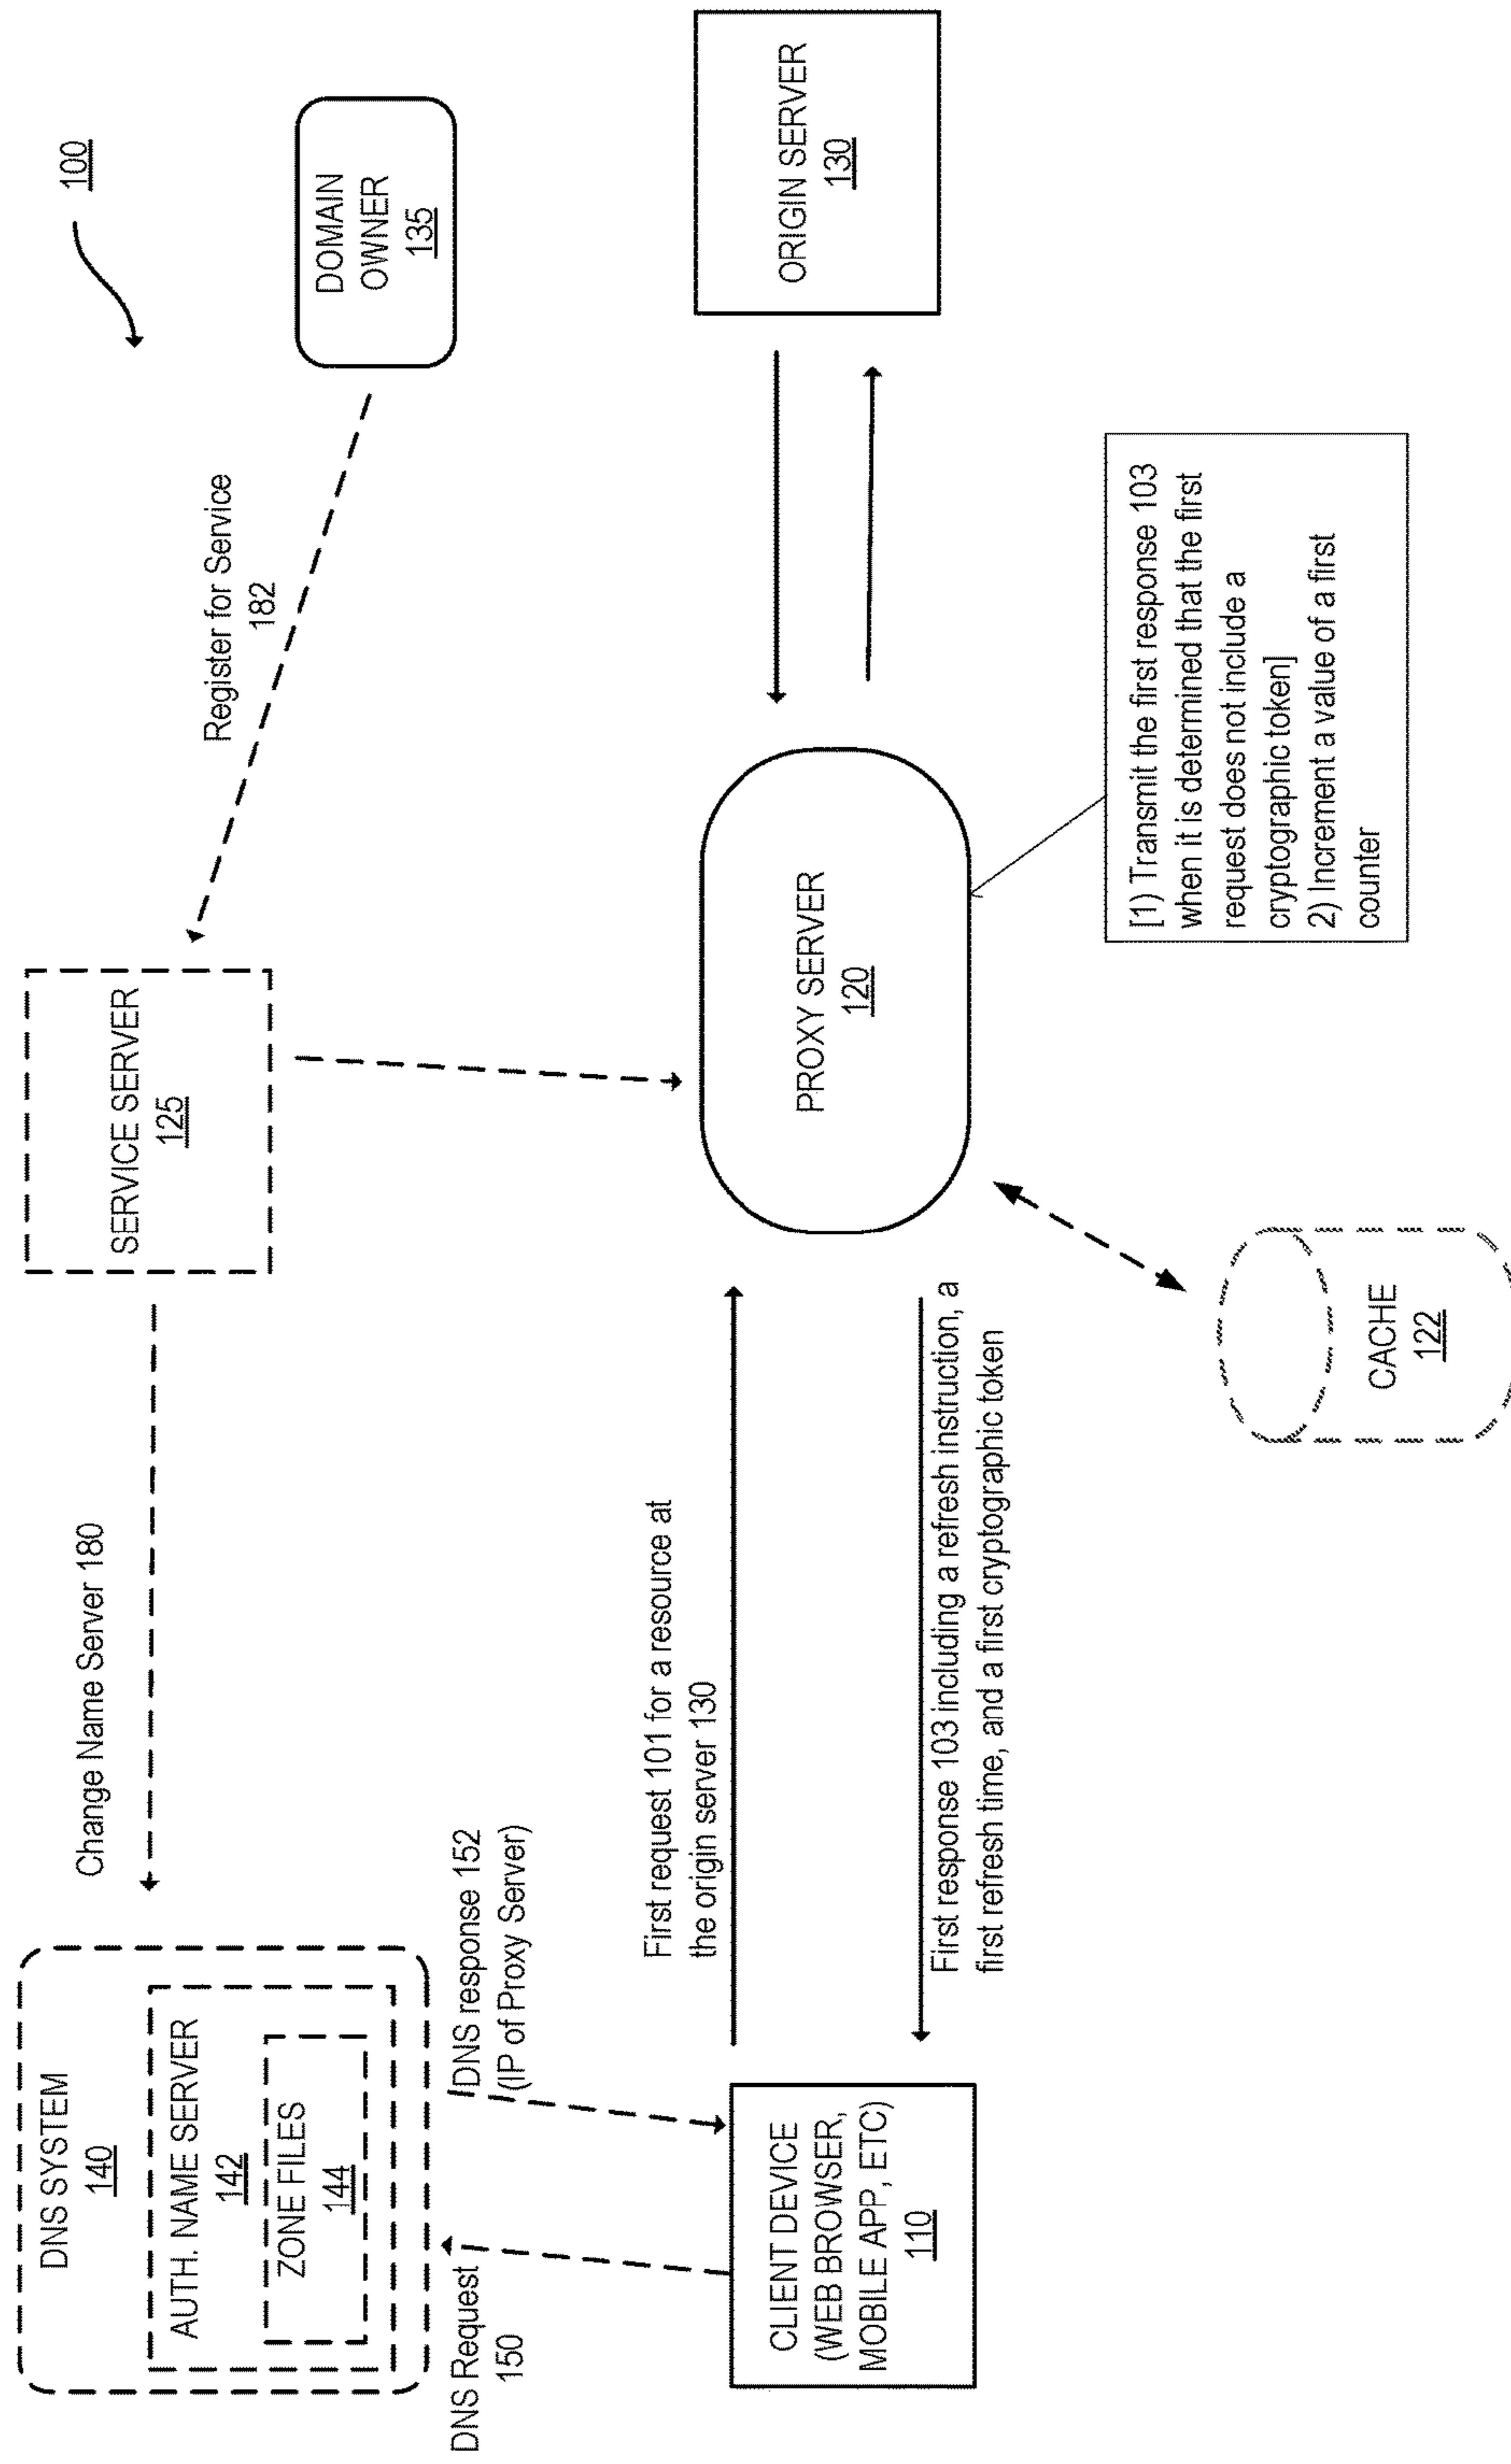 100
DNS SYSTEM
140
AUTH. NAME SERVER
142
ZONE FILES
144
Change Name Server 180
SERVICE SERVER
125
Register for Service
182
DOMAIN
OWNER
135
DNS Request
150
DNS response 152
(IP of Proxy Server)
CLIENT DEVICE
(WEB BROWSER,
MOBILE APP, ETC)
110
First request 101 for a resource at
the origin server 130
First response 103 including a refresh instruction, a
first refresh time, and a first cryptographic token
PROXY SERVER
120
ORIGIN SERVER
130
CACHE
122
[1) Transmit the first response 103
when it is determined that the first
request does not include a
cryptographic token]
2) Increment a value of a first
counter